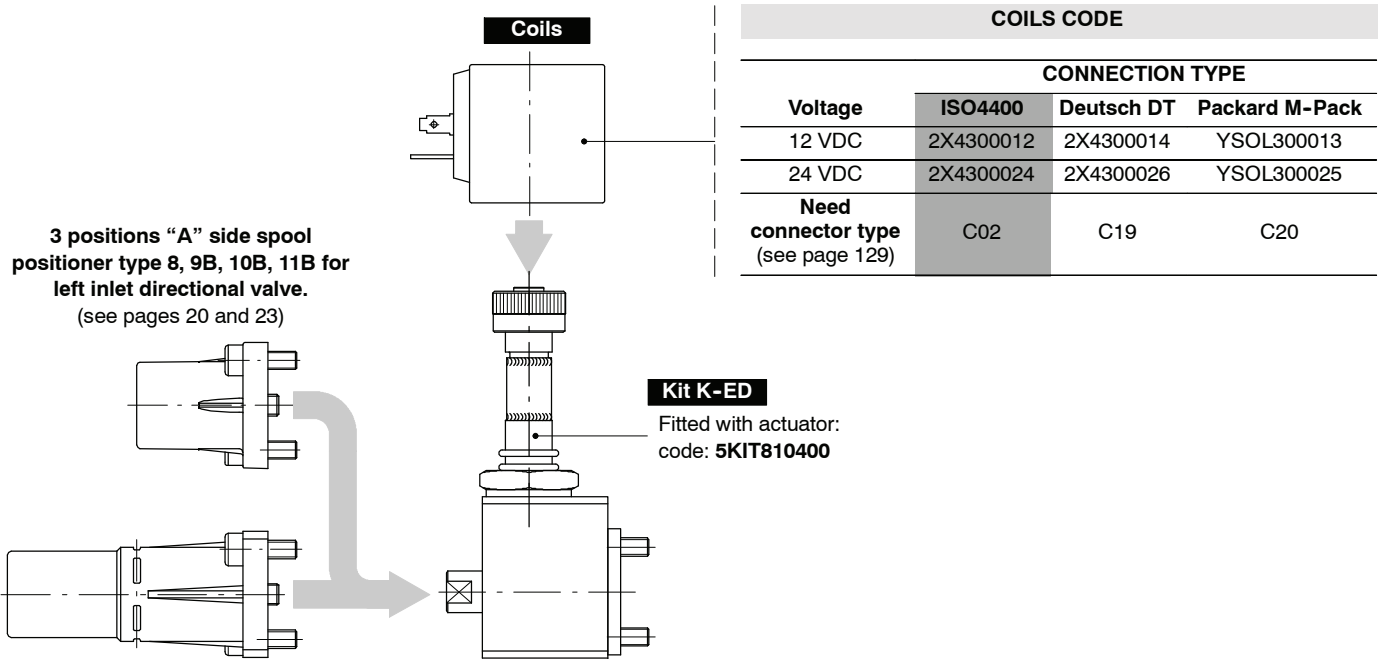 Coils
COILS CODE
CONNECTION TYPE
Voltage ISO4400 Deutsch DT Packard M-Pack
12 VDC 2X4300012 2X4300014 YSOL300013
24 VDC 2X4300024 2X4300026 YSOL300025
Need
connector type
(see page 129)
C02 C19 C20
3 positions “A” side spool
positioner type 8, 9B, 10B, 11B for
left inlet directional valve.
(see pages 20 and 23)
Kit K-ED
Fitted with actuator:
code: 5KIT810400